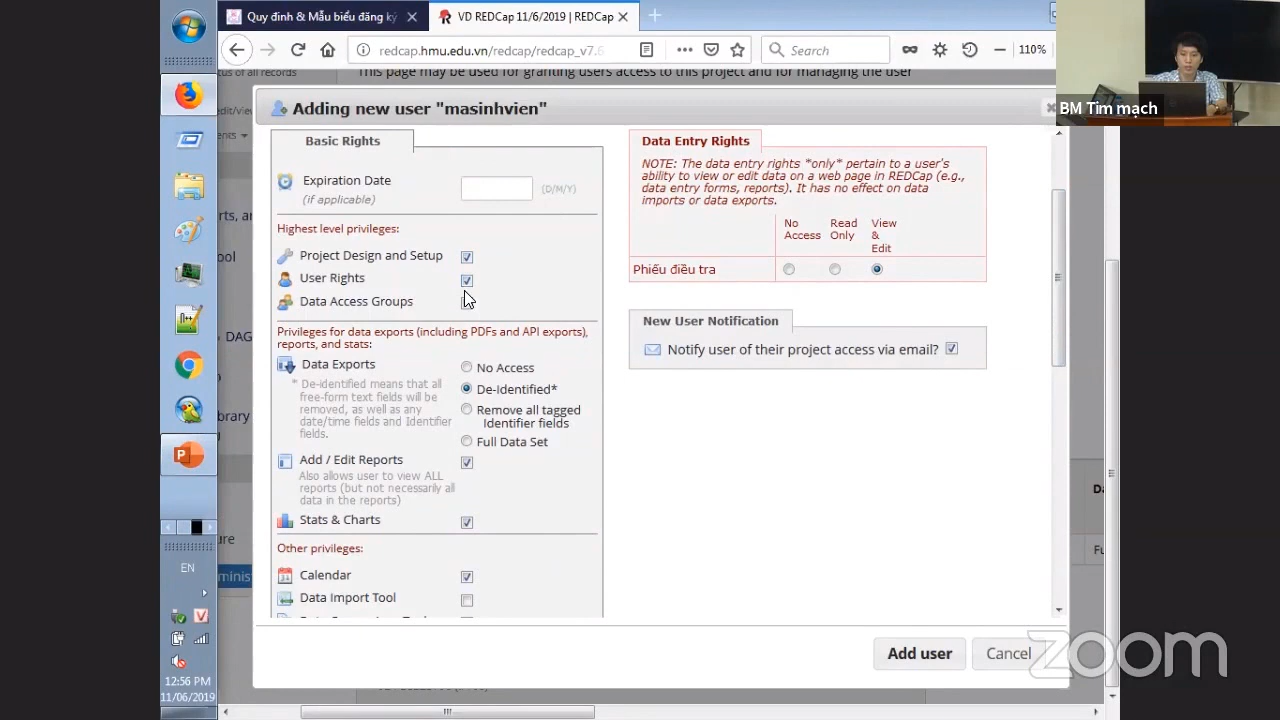 Quy định & Mẫu biểu đăng ký
VD REDCap 11/6/2019 | REDCap
redcap.hmu.edu.vn/redcap/redcap_v7.6
Search
110%
BM Tim mạch
tus of all records
This page may be used for granting users access to this project and for managing the user
Adding new user "masinhvien"
Basic Rights
Expiration Date
(if applicable)
(D/M/Y)
Highest level privileges:
Project Design and Setup
User Rights
Data Access Groups
Privileges for data exports (including PDFs and API exports),
reports, and stats:
Data Exports
No Access
* De-identified means that all
free-form text fields will be
removed, as well as any
date/time fields and Identifier
fields.
De-Identified*
Remove all tagged
Identifier fields
Full Data Set
Add / Edit Reports
Also allows user to view ALL
reports (but not necessarily all
data in the reports)
Stats & Charts
Other privileges:
Calendar
Data Import Tool
Data Entry Rights
NOTE: The data entry rights *only* pertain to a user's
ability to view or edit data on a web page in REDCap (e.g.,
data entry forms, reports). It has no effect on data
imports or data exports.
No
Access
Read
Only
View
&
Edit
Phiếu điều tra
New User Notification
Notify user of their project access via email?
Add user
Cancel
zoom
EN
12:56 PM
11/06/2019